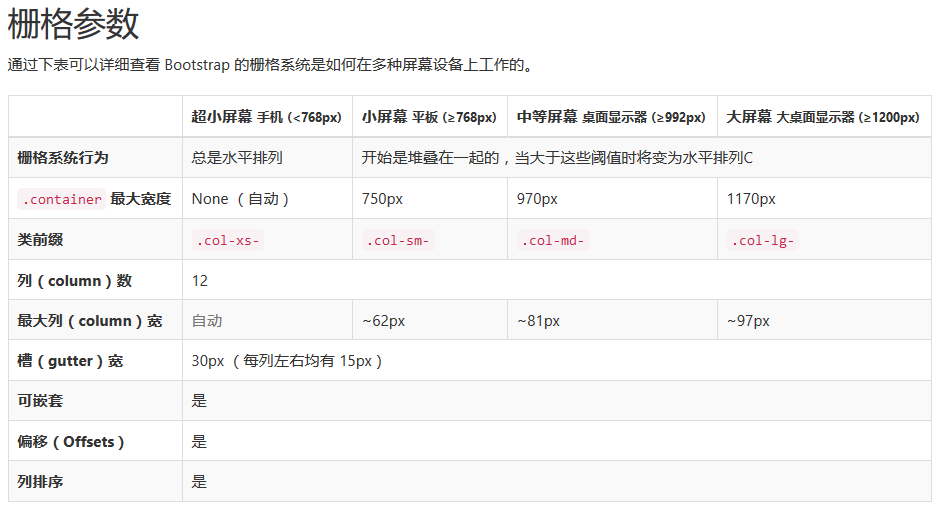 栅格参数
通过下表可以详细查看 Bootstrap 的栅格系统是如何在多种屏幕设备上工作的。
超小屏幕 手机 (<768px) 小屏幕 平板 (≥768px) 中等屏幕 桌面显示器 (≥992px) 大屏幕 大桌面显示器 (≥1200px)
栅格系统行为 总是水平排列 开始是堆叠在一起的，当大于这些阈值时将变为水平排列C
.container 最大宽度 None （自动） 750px 970px 1170px
类前缀 .col-xs- .col-sm- .col-md- .col-lg-
列（column）数 12
最大列（column）宽 自动 ~62px ~81px ~97px
槽（gutter）宽 30px （每列左右均有 15px）
可嵌套 是
偏移（Offsets） 是
列排序 是